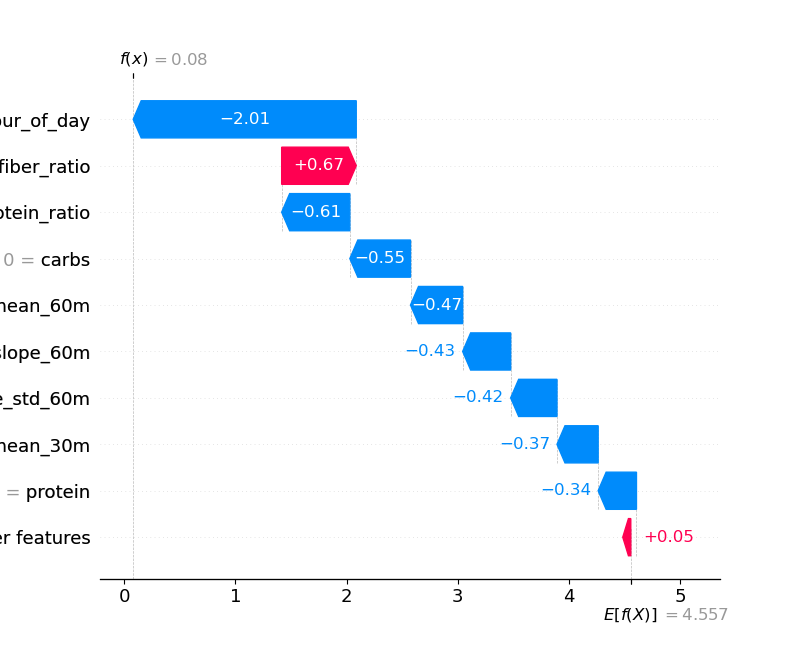 f(x) = 0.08
our_of_day
−2.01
fiber_ratio
+0.67
otein_ratio
−0.61
0 = carbs
−0.55
mean_60m
−0.47
slope_60m
−0.43
e_std_60m
−0.42
mean_30m
−0.37
= protein
−0.34
er features
+0.05
0 1 2 3 4 5
E[f(X)] = 4.557